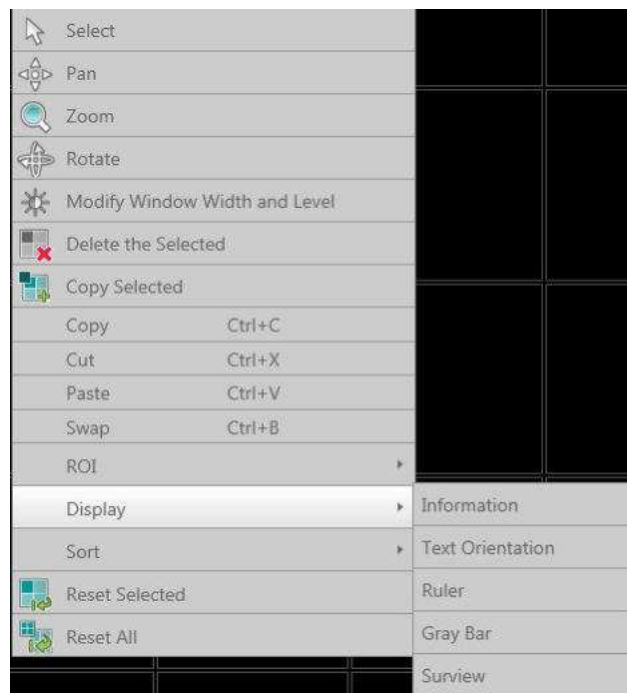 Select
Pan
Zoom
Rotate
Modify Window Width and Level
Delete the Selected
Copy Selected
Copy Ctrl+C
Cut Ctrl+X
Paste Ctrl+V
Swap Ctrl+B
ROI
Display
Sort
Reset Selected
Reset All
Information
Text Orientation
Ruler
Gray Bar
Surview